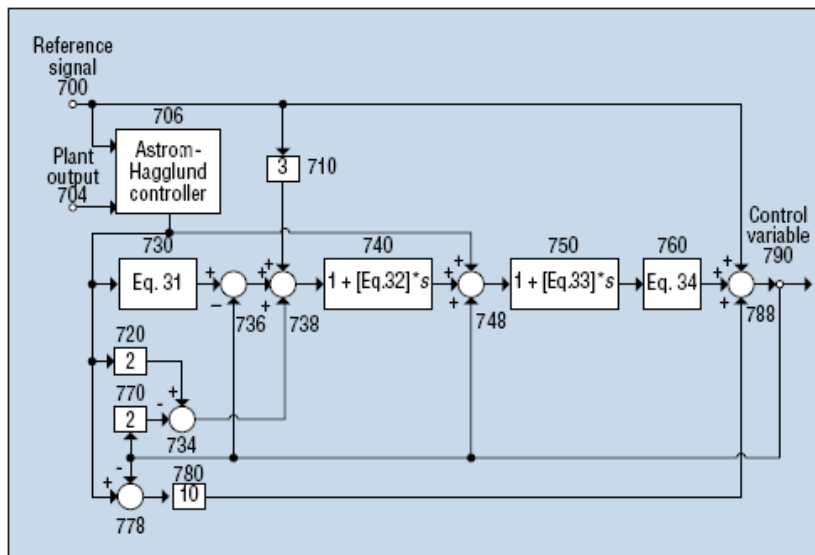 Reference
signal
700
706
Astrom-
Hagglund
controller
3
710
Plant
output
704
Control
variable
790
730
740
750
760
Eq. 31
+
−
+
+
+
1 + [Eq.32]*s
+
+
+
1 + [Eq.33]*s
Eq. 34
+
+
+
736
738
748
788
720
2
770
2
+
-
734
-
+
778
780
10